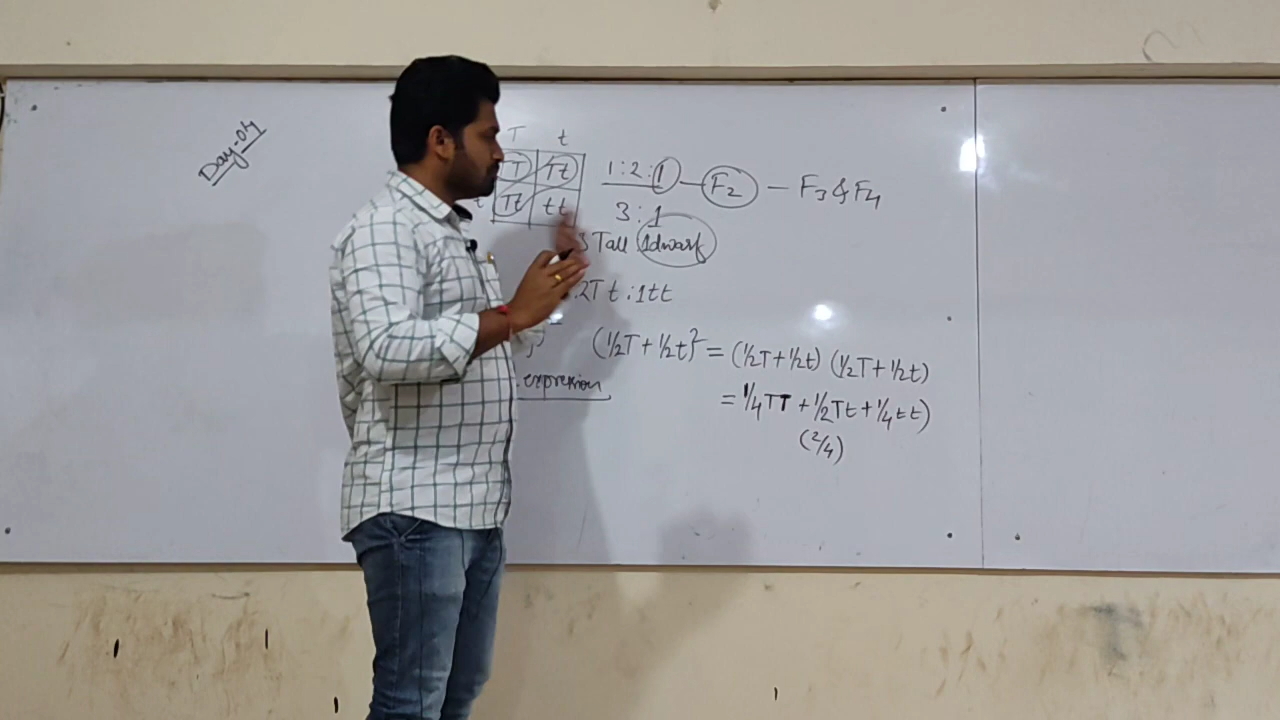 Day-04
T t
TT Tt
t Tt tt
1:2:1 - F₂ - F₃ & F₄
3:1
3 Tall 1dwarf
2Tt:1tt
(1/2T+1/2t)² = (1/2T+1/2t) (1/2T+1/2t)
= 1/4TT + 1/2Tt + 1/4tt)
(2/4)
expression